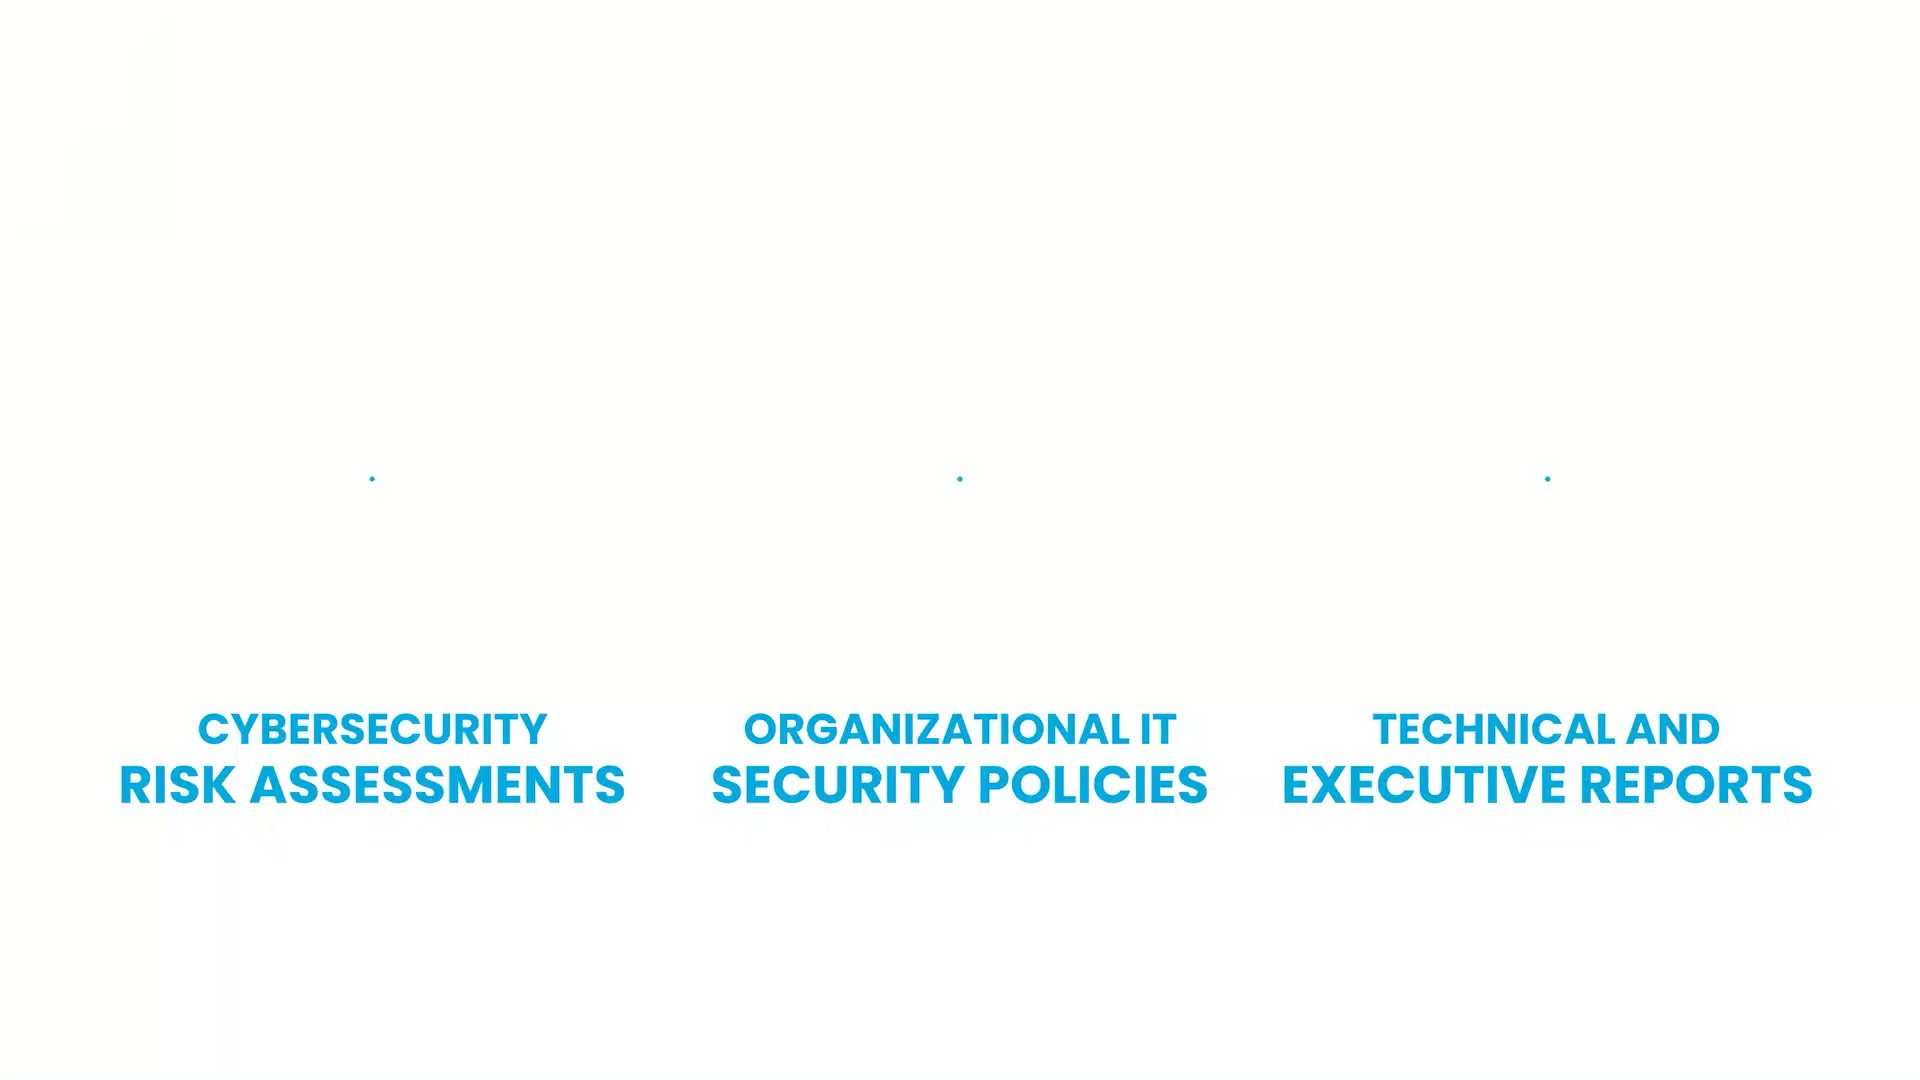 CYBERSECURITY
RISK ASSESSMENTS
ORGANIZATIONAL IT
SECURITY POLICIES
TECHNICAL AND
EXECUTIVE REPORTS